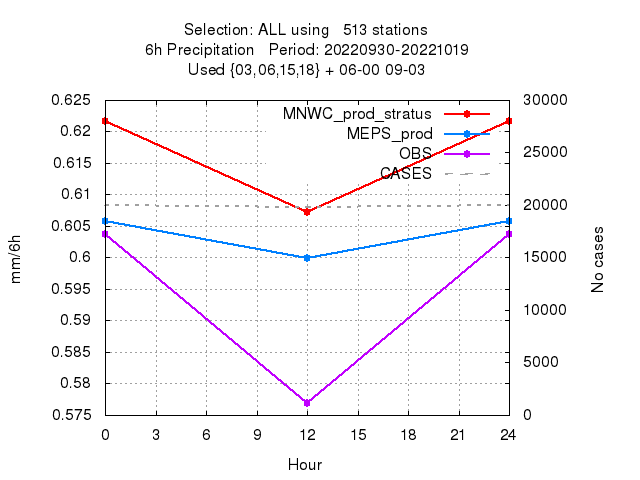 Selection: ALL using   513 stations
6h Precipitation   Period: 20220930-20221019
Used {03,06,15,18} + 06-00 09-03
MNWC_prod_stratus
MEPS_prod
OBS
CASES
mm/6h
0.625
0.62
0.615
0.61
0.605
0.6
0.595
0.59
0.585
0.58
0.575
30000
25000
20000
15000
10000
5000
0
No cases
0 3 6 9 12 15 18 21 24
Hour